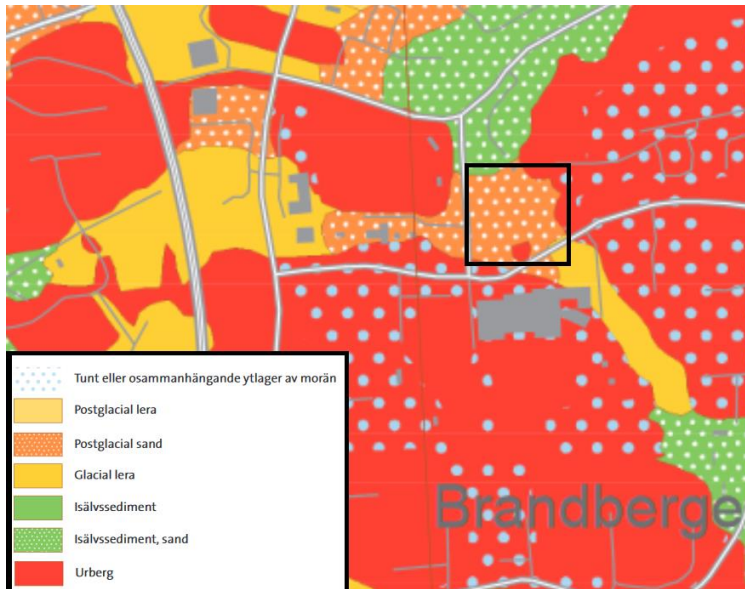 Brandberge
Tunt eller osammanhängande ytlager av morän
Postglacial lera
Postglacial sand
Glacial lera
Isälvssediment
Isälvssediment, sand
Urberg